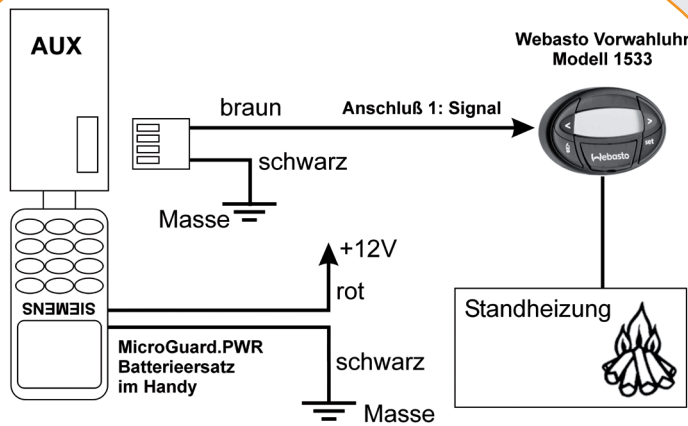 AUX
Webasto Vorwahluhr
Modell 1533
braun
Anschluß 1: Signal
schwarz
Masse
< >
set
Webasto
+12V
rot
SIEMENS
MicroGuard.PWR
Batterieersatz
im Handy
schwarz
Masse
Standheizung